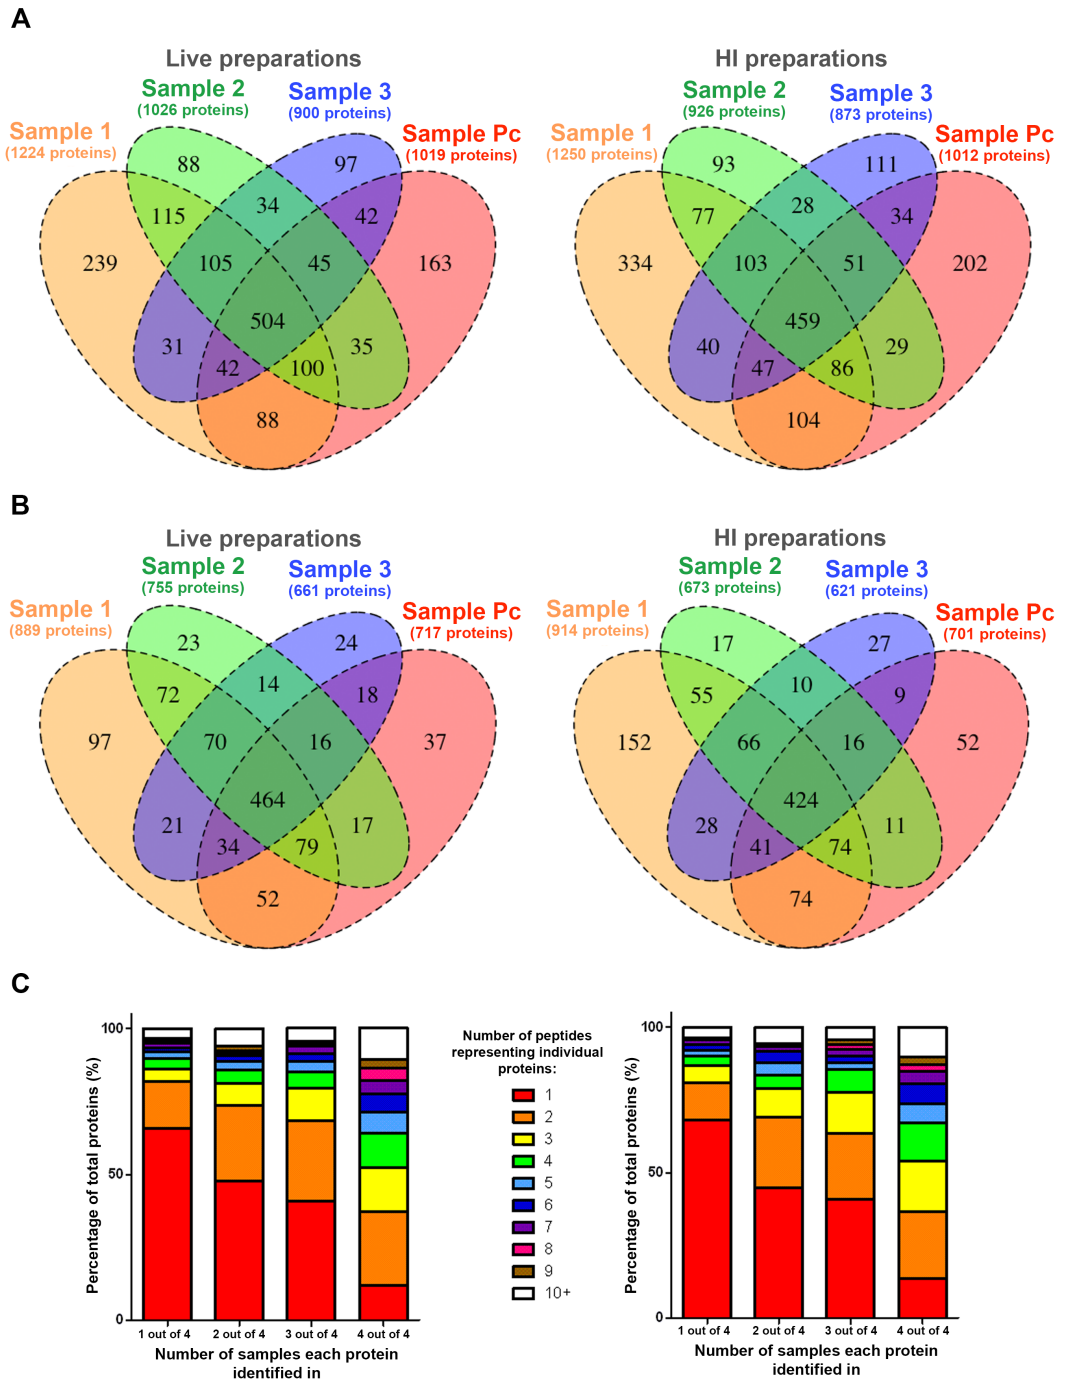 A
Live preparations
Sample 2
(1026 proteins)
Sample 3
(900 proteins)
Sample 1
(1224 proteins)
Sample Pc
(1019 proteins)
88
97
115
34
42
239
105
45
163
504
31
35
42
100
88
HI preparations
Sample 2
(926 proteins)
Sample 3
(873 proteins)
Sample 1
(1250 proteins)
Sample Pc
(1012 proteins)
93
111
77
28
34
334
103
51
202
459
40
29
47
86
104
B
Live preparations
Sample 2
(755 proteins)
Sample 3
(661 proteins)
Sample 1
(889 proteins)
Sample Pc
(717 proteins)
23
24
72
14
18
97
70
16
37
464
21
17
34
79
52
HI preparations
Sample 2
(673 proteins)
Sample 3
(621 proteins)
Sample 1
(914 proteins)
Sample Pc
(701 proteins)
17
27
55
10
9
152
66
16
52
424
28
11
41
74
74
C
Percentage of total proteins (%)
100
50
0
1 out of 4
2 out of 4
3 out of 4
4 out of 4
Number of samples each protein
identified in
Number of peptides
representing individual
proteins:
1
2
3
4
5
6
7
8
9
10+
Percentage of total proteins (%)
100
50
0
1 out of 4
2 out of 4
3 out of 4
4 out of 4
Number of samples each protein
identified in